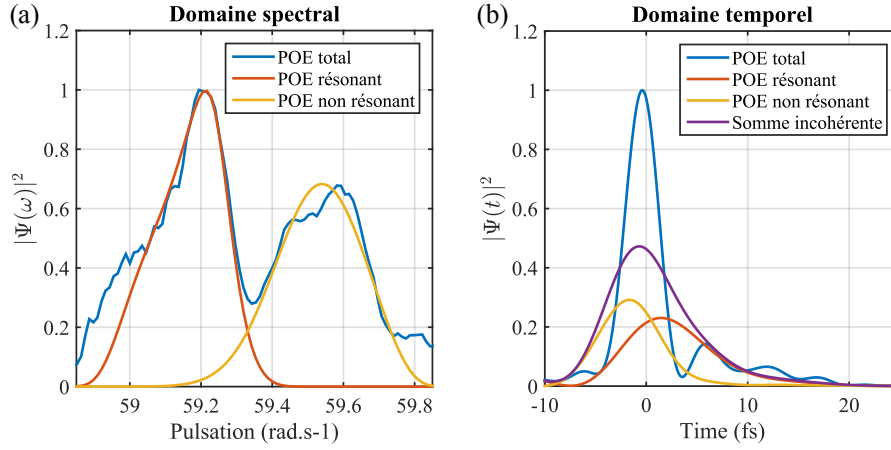 (a)
Domaine spectral
POE total
POE résonant
POE non résonant
|Ψ(ω)|²
1.2
1
0.8
0.6
0.4
0.2
0
59
59.2
59.4
59.6
59.8
Pulsation (rad.s-1)
(b)
Domaine temporel
POE total
POE résonant
POE non résonant
Somme incohérente
|Ψ(t)|²
1.2
1
0.8
0.6
0.4
0.2
0
-10
0
10
20
Time (fs)